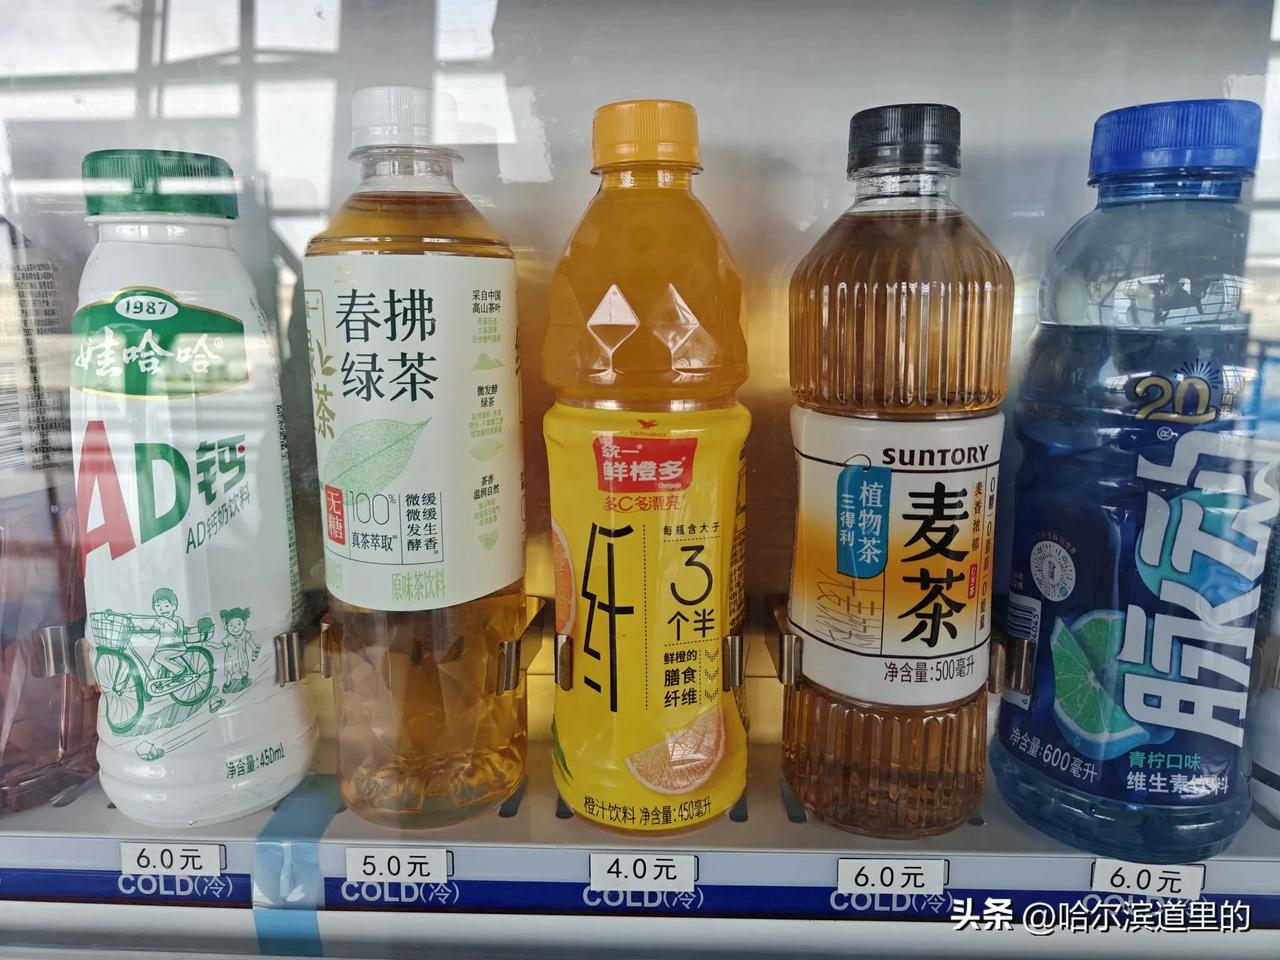 1987
娃哈哈®
AD钙
AD钙奶饮料
净含量:450mL
春拂
绿茶
采自中国
高山茶叶
微发酵
绿茶
茶香
温润自然
无糖
100%
真茶萃取
微微发酵
缓缓生香
原味茶饮料
统一
鲜橙多
多C多漂亮
纤
每瓶含大于
3
个半
鲜橙的
膳食
纤维
橙汁饮料 净含量:450毫升
SUNTORY
植物茶
三得利
麦茶
麦香浓郁
净含量:500毫升
20
脉动
净含量:600毫升
青柠口味
维生素饮料
6.0元
5.0元
4.0元
6.0元
6.0元
COLD(冷)
COLD(冷)
COLD(冷)
COLD(冷)
头条 @哈尔滨道里的